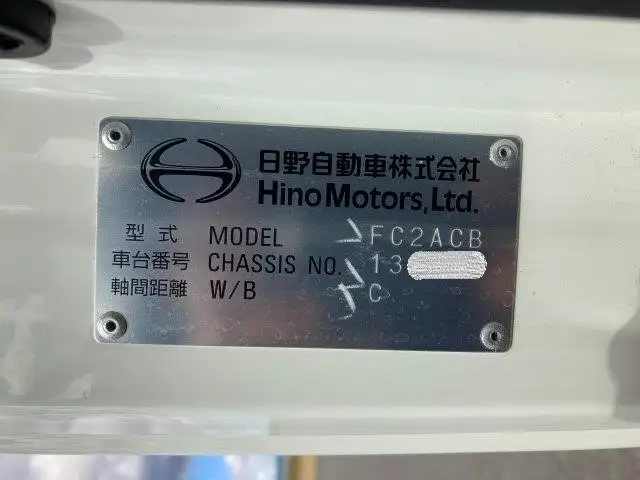 日野自動車株式会社
Hino Motors, Ltd.
型式 MODEL FC2ACB
車台番号 CHASSIS NO. 13
軸間距離 W/B C